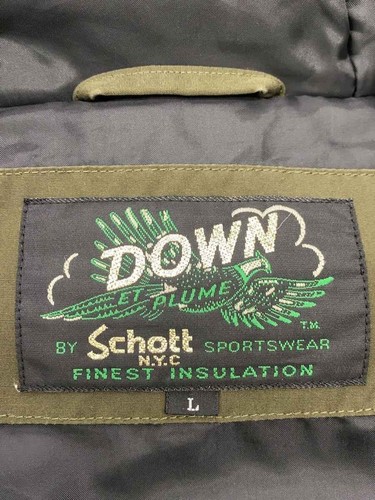 DOWN
ET PLUME
T.M.
BY Schott SPORTSWEAR
N.Y.C
FINEST INSULATION
L